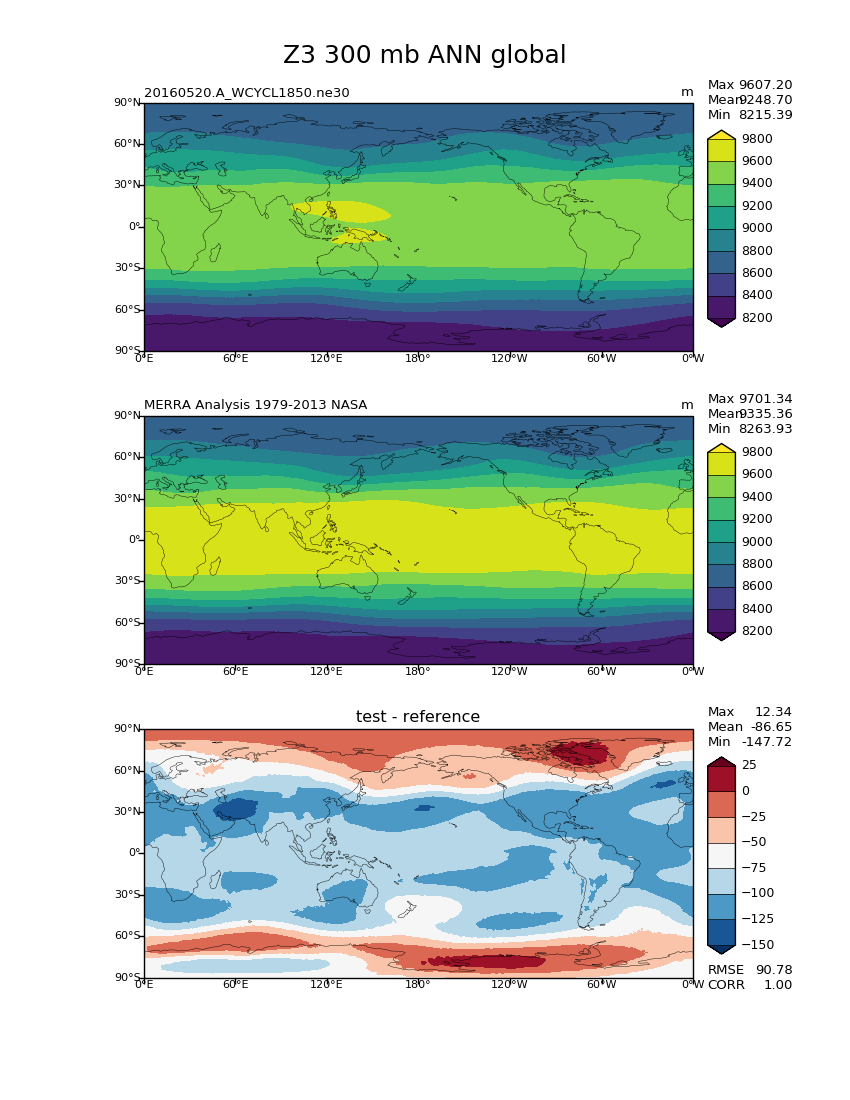 Z3 300 mb ANN global
20160520.A_WCYCL1850.ne30
m
Max 9607.20
Mean 9248.70
Min 8215.39
90°N
60°N
30°N
0°
30°S
60°S
90°S
0°E 60°E 120°E 180° 120°W 60°W 0°W
9800
9600
9400
9200
9000
8800
8600
8400
8200
MERRA Analysis 1979-2013 NASA
m
Max 9701.34
Mean 9335.36
Min 8263.93
90°N
60°N
30°N
0°
30°S
60°S
90°S
0°E 60°E 120°E 180° 120°W 60°W 0°W
9800
9600
9400
9200
9000
8800
8600
8400
8200
test - reference
Max 12.34
Mean -86.65
Min -147.72
90°N
60°N
30°N
0°
30°S
60°S
90°S
0°E 60°E 120°E 180° 120°W 60°W 0°W
25
0
−25
−50
−75
−100
−125
−150
RMSE 90.78
CORR 1.00